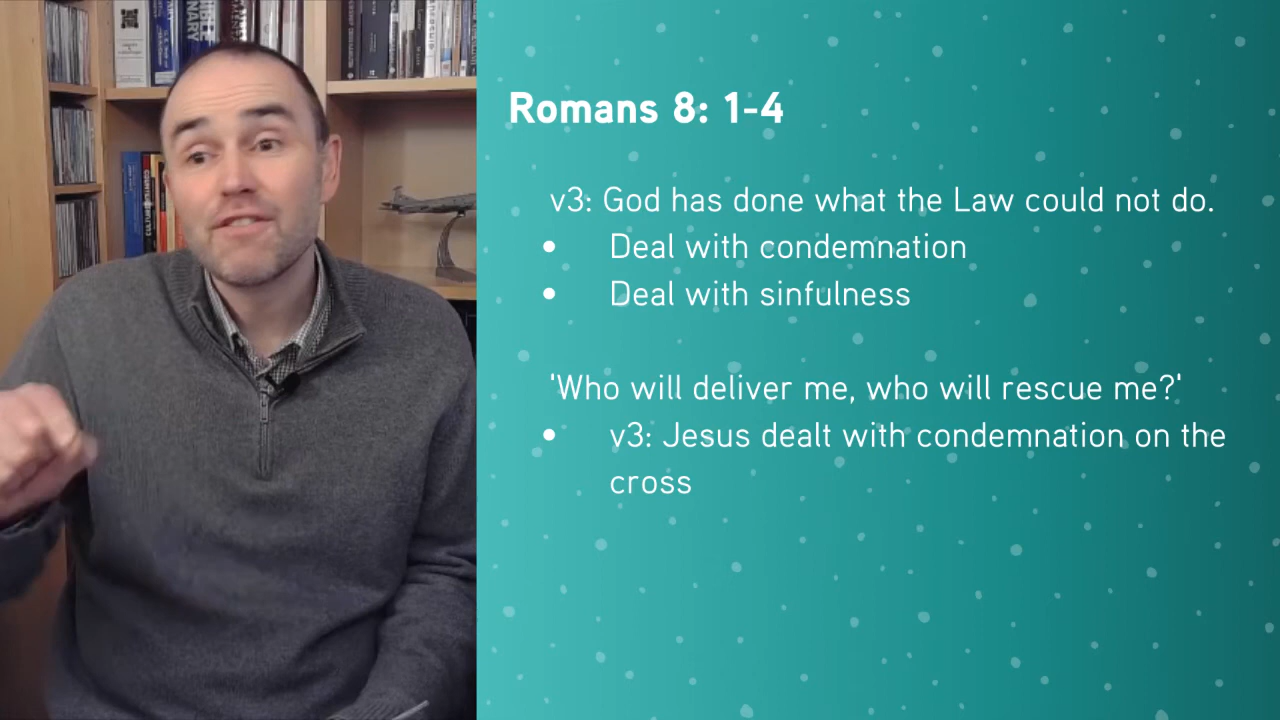 Romans 8: 1-4
v3: God has done what the Law could not do.
• Deal with condemnation
• Deal with sinfulness
'Who will deliver me, who will rescue me?'
• v3: Jesus dealt with condemnation on the
cross